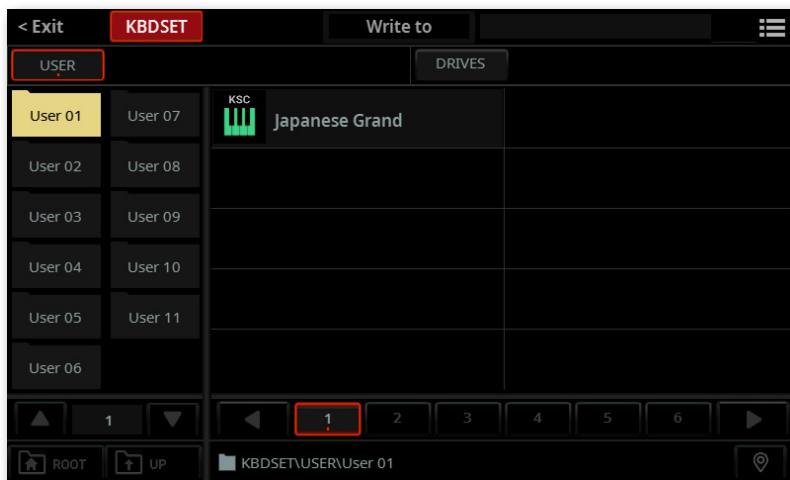 < Exit KBDSET Write to
USER DRIVES
User 01 User 07 KSC Japanese Grand
User 02 User 08
User 03 User 09
User 04 User 10
User 05 User 11
User 06
1 1 2 3 4 5 6
ROOT UP KBDSET\USER\User 01